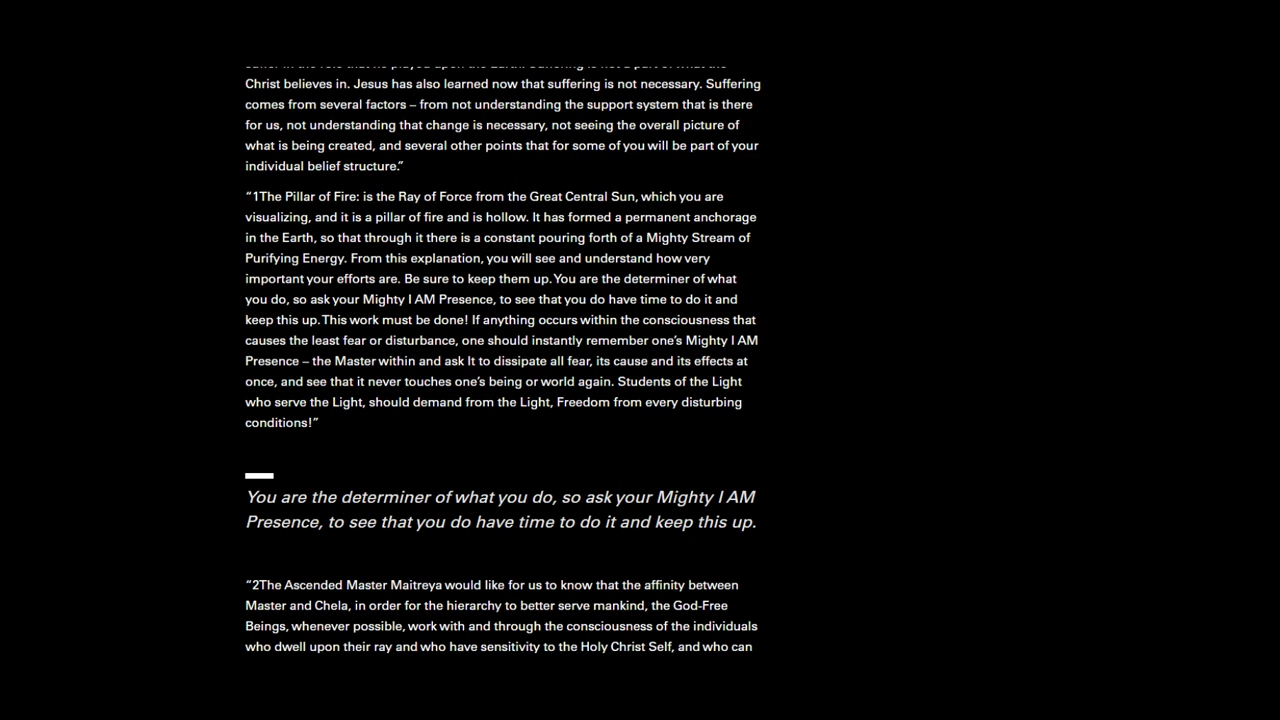 Christ believes in. Jesus has also learned now that suffering is not necessary. Suffering
comes from several factors – from not understanding the support system that is there
for us, not understanding that change is necessary, not seeing the overall picture of
what is being created, and several other points that for some of you will be part of your
individual belief structure.”
“1The Pillar of Fire: is the Ray of Force from the Great Central Sun, which you are
visualizing, and it is a pillar of fire and is hollow. It has formed a permanent anchorage
in the Earth, so that through it there is a constant pouring forth of a Mighty Stream of
Purifying Energy. From this explanation, you will see and understand how very
important your efforts are. Be sure to keep them up. You are the determiner of what
you do, so ask your Mighty I AM Presence, to see that you do have time to do it and
keep this up. This work must be done! If anything occurs within the consciousness that
causes the least fear or disturbance, one should instantly remember one’s Mighty I AM
Presence – the Master within and ask It to dissipate all fear, its cause and its effects at
once, and see that it never touches one’s being or world again. Students of the Light
who serve the Light, should demand from the Light, Freedom from every disturbing
conditions!”
You are the determiner of what you do, so ask your Mighty I AM
Presence, to see that you do have time to do it and keep this up.
“2The Ascended Master Maitreya would like for us to know that the affinity between
Master and Chela, in order for the hierarchy to better serve mankind, the God-Free
Beings, whenever possible, work with and through the consciousness of the individuals
who dwell upon their ray and who have sensitivity to the Holy Christ Self, and who can